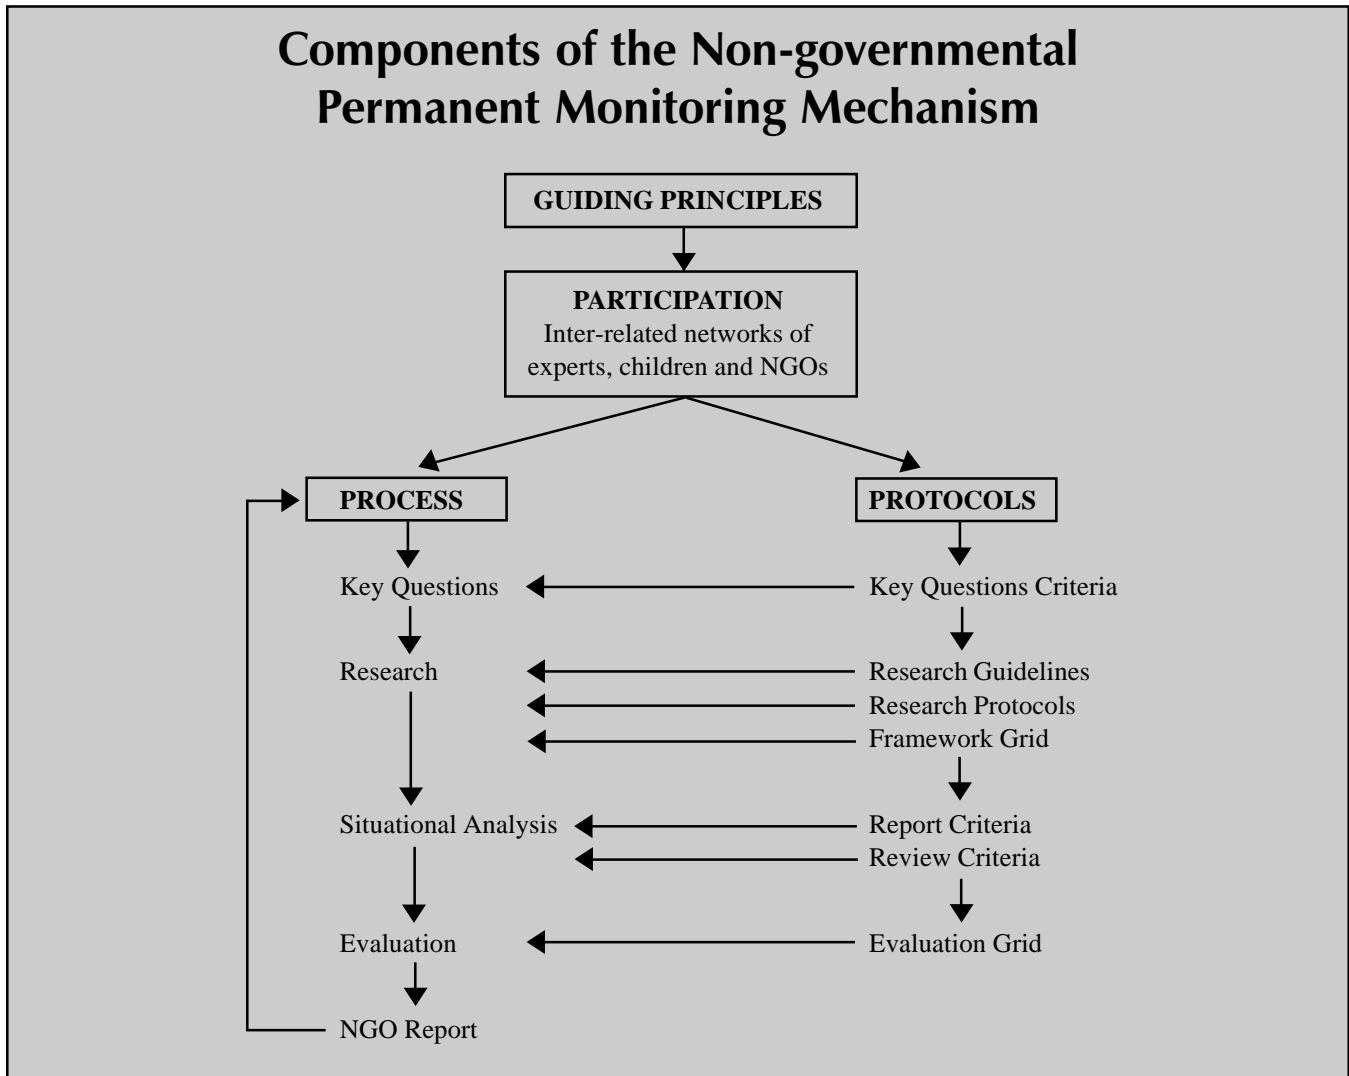 Components of the Non-governmental
Permanent Monitoring Mechanism
GUIDING PRINCIPLES
PARTICIPATION
Inter-related networks of
experts, children and NGOs
PROCESS
PROTOCOLS
Key Questions
Key Questions Criteria
Research
Research Guidelines
Research Protocols
Framework Grid
Situational Analysis
Report Criteria
Review Criteria
Evaluation
Evaluation Grid
NGO Report